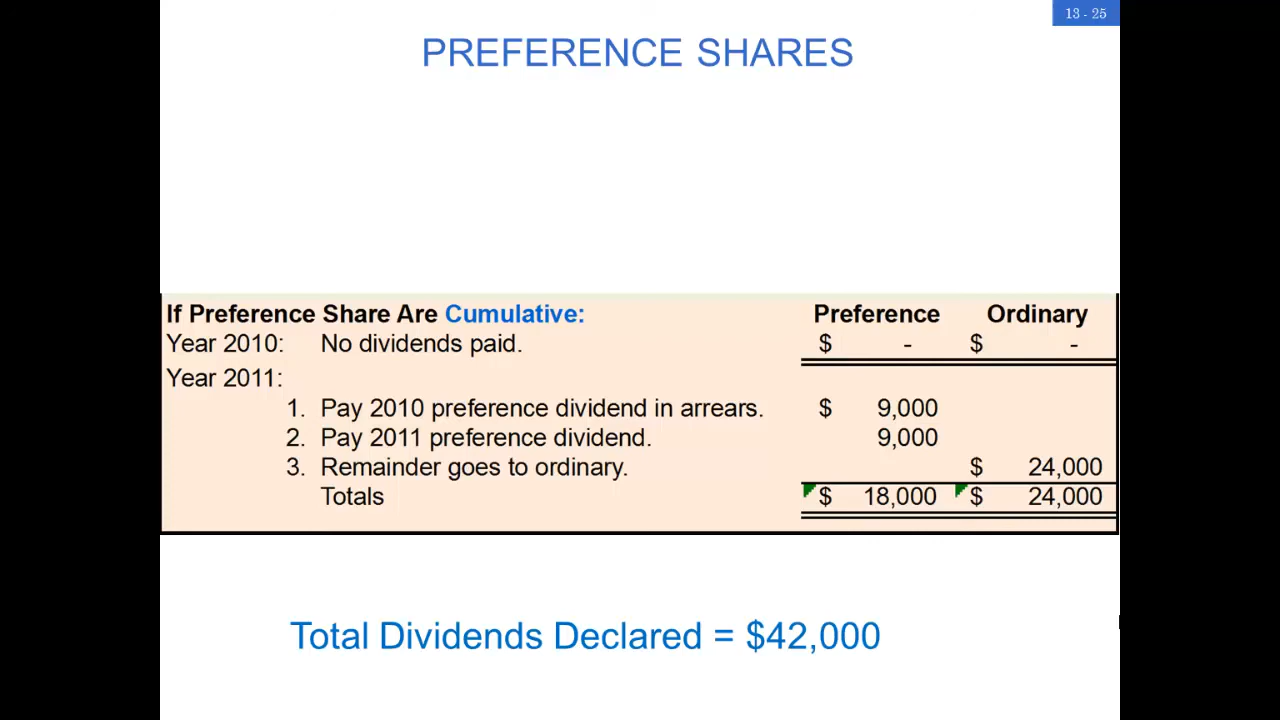 13 - 25
PREFERENCE SHARES
If Preference Share Are Cumulative: Preference Ordinary
Year 2010: No dividends paid. $ - $ -
Year 2011:
1. Pay 2010 preference dividend in arrears. $ 9,000
2. Pay 2011 preference dividend. 9,000
3. Remainder goes to ordinary. $ 24,000
Totals $ 18,000 $ 24,000
Total Dividends Declared = $42,000